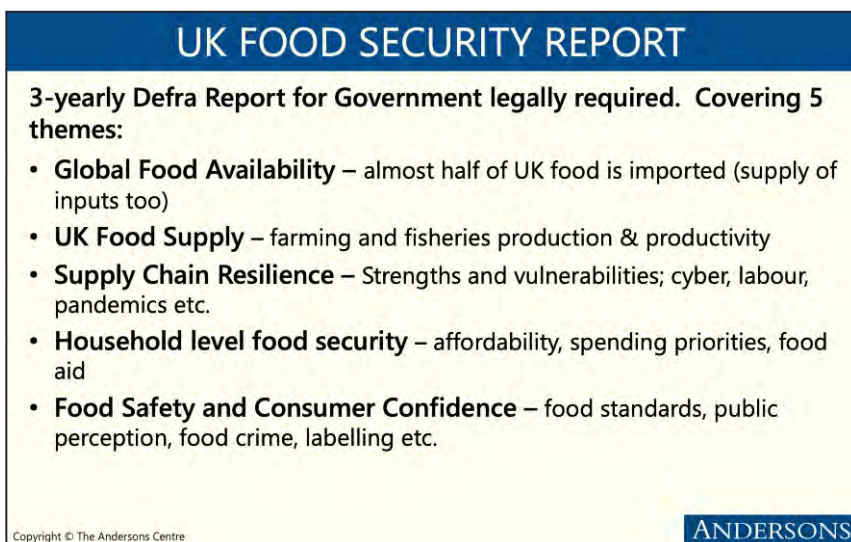 UK FOOD SECURITY REPORT
3-yearly Defra Report for Government legally required.  Covering 5
themes:
• Global Food Availability – almost half of UK food is imported (supply of
inputs too)
• UK Food Supply – farming and fisheries production & productivity
• Supply Chain Resilience – Strengths and vulnerabilities; cyber, labour,
pandemics etc.
• Household level food security – affordability, spending priorities, food
aid
• Food Safety and Consumer Confidence – food standards, public
perception, food crime, labelling etc.
Copyright © The Andersons Centre
ANDERSONS